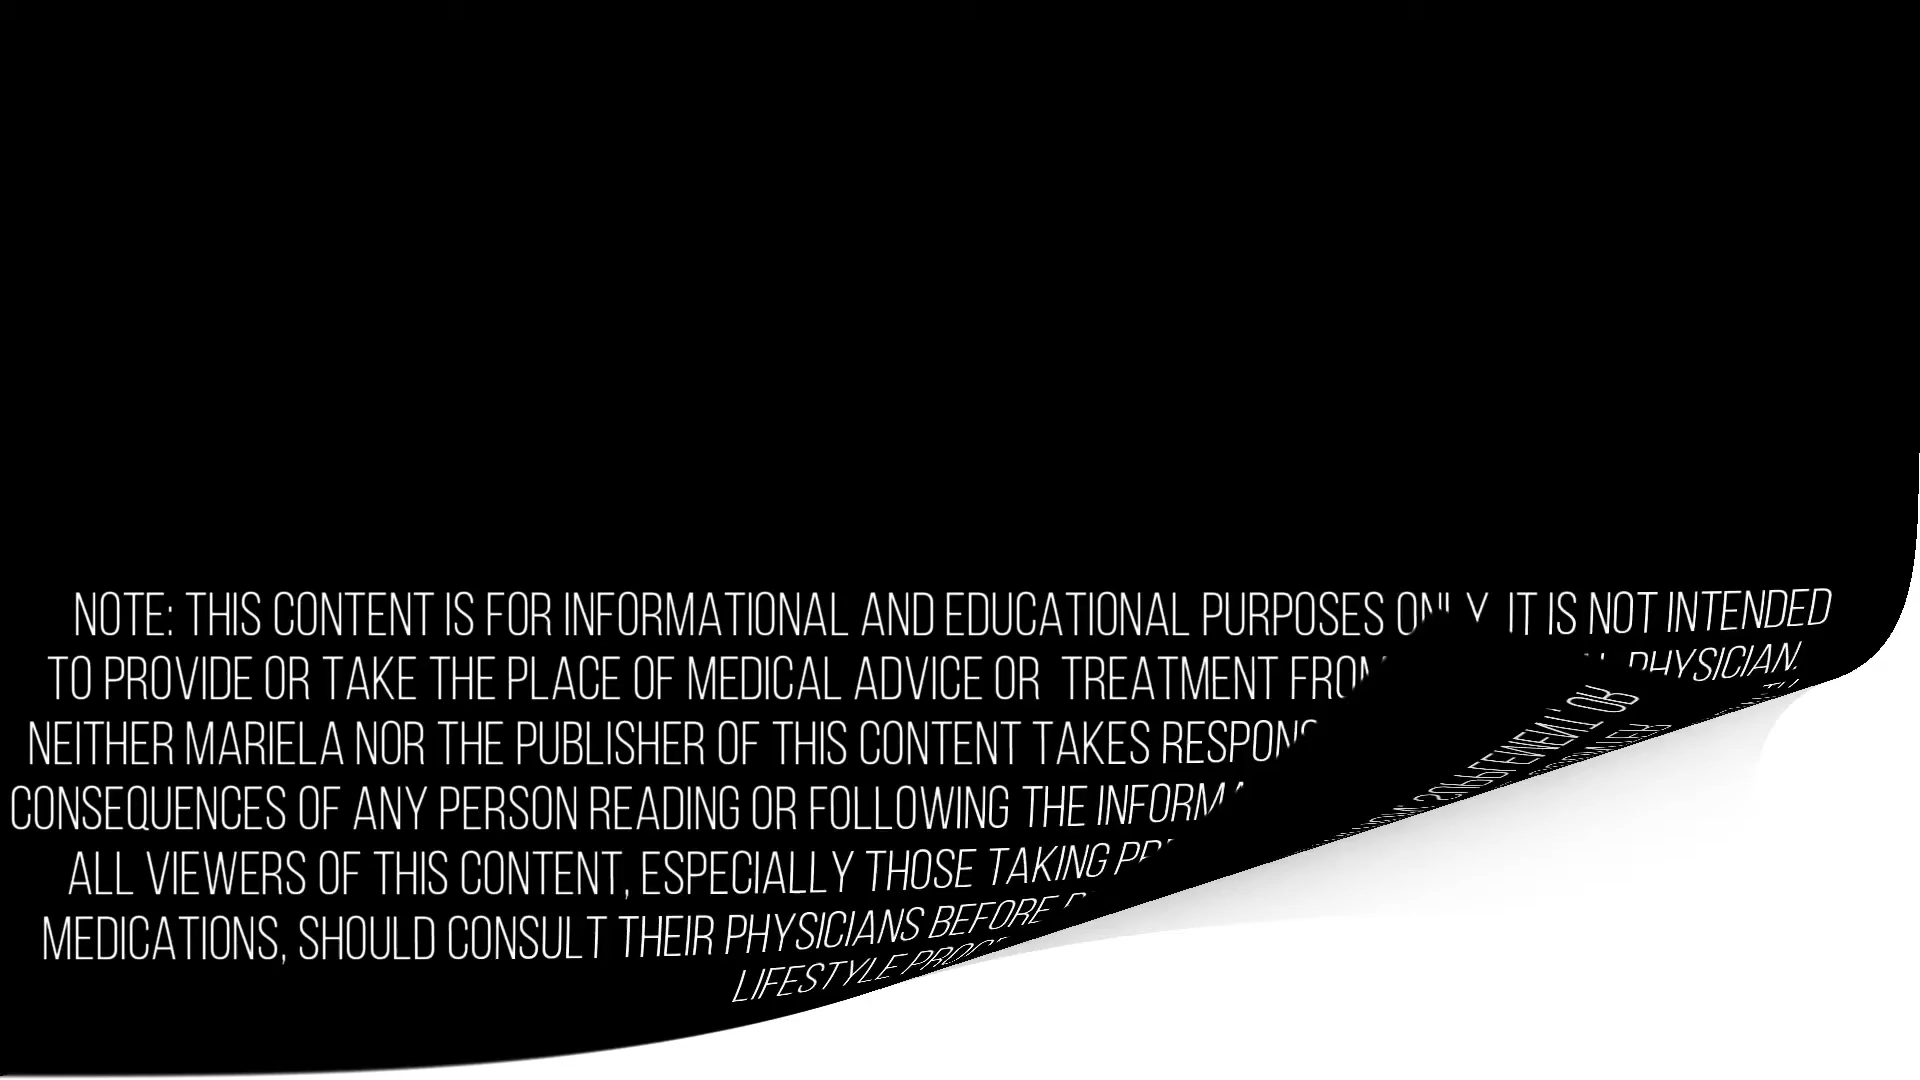 NOTE: THIS CONTENT IS FOR INFORMATIONAL AND EDUCATIONAL PURPOSES ONLY IT IS NOT INTENDED
TO PROVIDE OR TAKE THE PLACE OF MEDICAL ADVICE OR TREATMENT FROM PHYSICIAN.
NEITHER MARIELA NOR THE PUBLISHER OF THIS CONTENT TAKES
CONSEQUENCES OF ANY PERSON READING OR FOLLOWING THE
ALL VIEWERS OF THIS CONTENT, ESPECIALLY THOSE TAKING
MEDICATIONS, SHOULD CONSULT THEIR PHYSICIANS BEFORE
LIFESTYLE